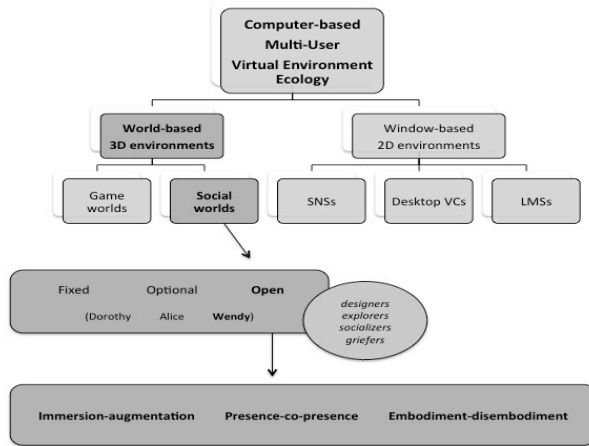 Computer-based
Multi-User
Virtual Environment
Ecology
World-based
3D environments
Window-based
2D environments
Game
worlds
Social
worlds
SNSs
Desktop VCs
LMSs
Fixed Optional Open
(Dorothy Alice Wendy)
designers
explorers
socializers
griefers
Immersion-augmentation Presence-co-presence Embodiment-disembodiment